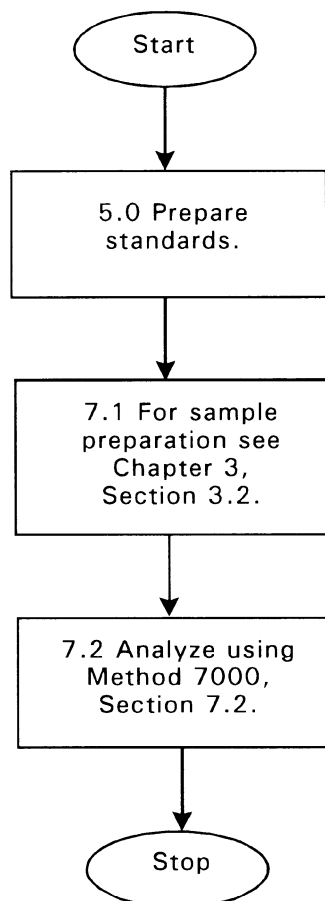 Start
5.0 Prepare
standards.
7.1 For sample
preparation see
Chapter 3,
Section 3.2.
7.2 Analyze using
Method 7000,
Section 7.2.
Stop